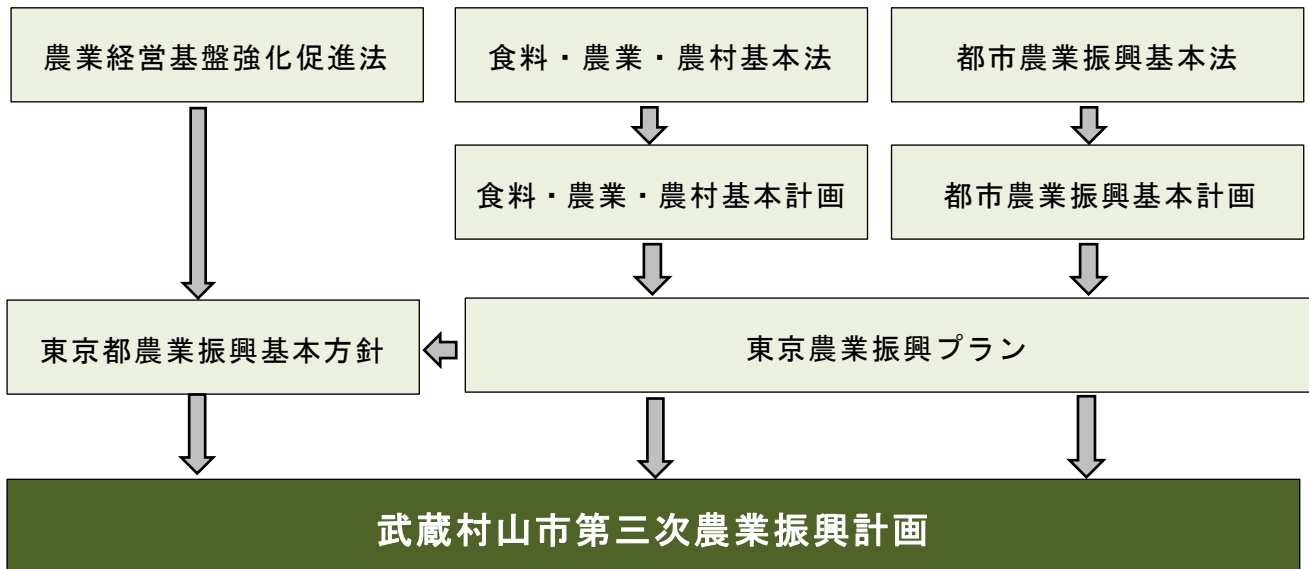 農業経営基盤強化促進法
食料・農業・農村基本法
都市農業振興基本法
食料・農業・農村基本計画
都市農業振興基本計画
東京都農業振興基本方針
東京農業振興プラン
武蔵村山市第三次農業振興計画